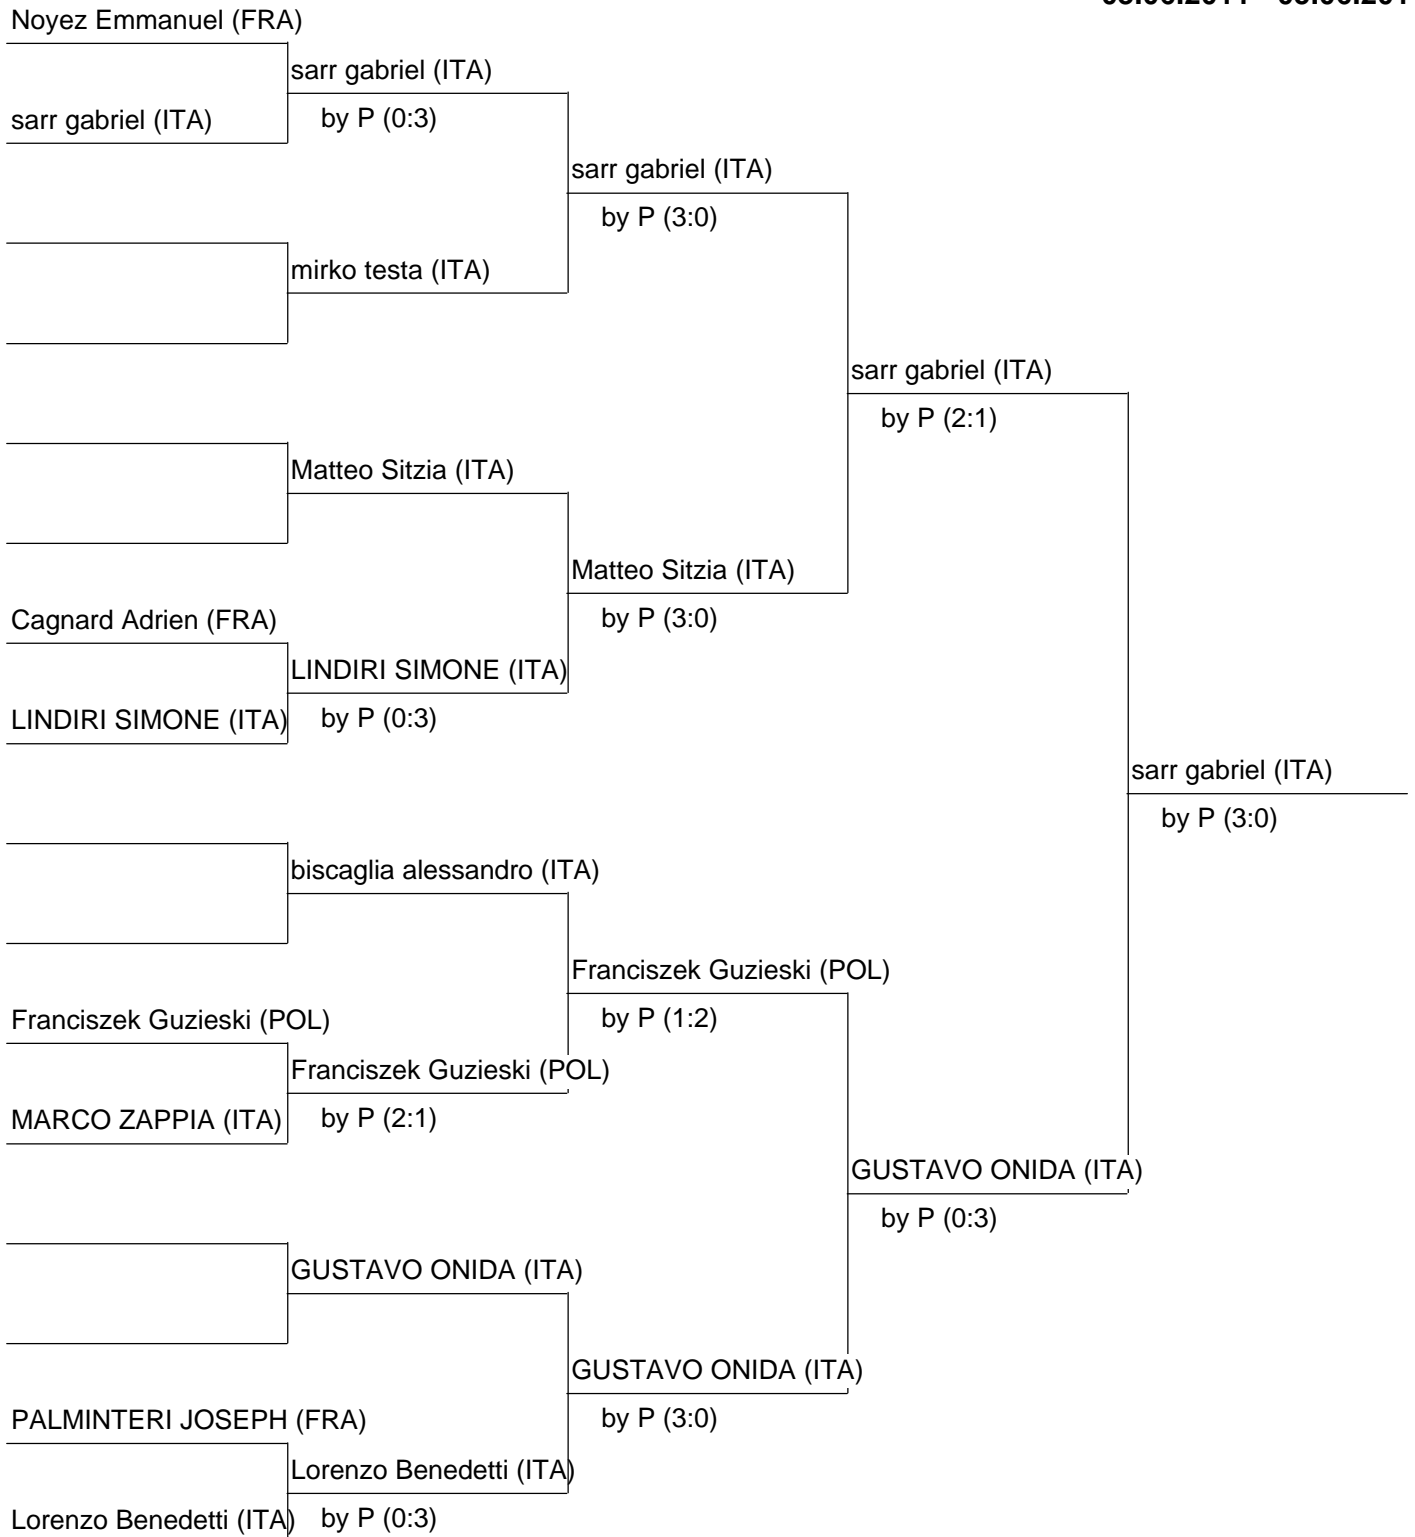 Noyez Emmanuel (FRA)
sarr gabriel (ITA)
sarr gabriel (ITA)
by P (0:3)
sarr gabriel (ITA)
by P (3:0)
mirko testa (ITA)
sarr gabriel (ITA)
by P (2:1)
Matteo Sitzia (ITA)
Matteo Sitzia (ITA)
by P (3:0)
Cagnard Adrien (FRA)
LINDIRI SIMONE (ITA)
LINDIRI SIMONE (ITA)
by P (0:3)
sarr gabriel (ITA)
by P (3:0)
biscaglia alessandro (ITA)
Franciszek Guzieski (POL)
by P (1:2)
Franciszek Guzieski (POL)
Franciszek Guzieski (POL)
MARCO ZAPPIA (ITA)
by P (2:1)
GUSTAVO ONIDA (ITA)
by P (0:3)
GUSTAVO ONIDA (ITA)
GUSTAVO ONIDA (ITA)
by P (3:0)
PALMINTERI JOSEPH (FRA)
Lorenzo Benedetti (ITA)
Lorenzo Benedetti (ITA)
by P (0:3)